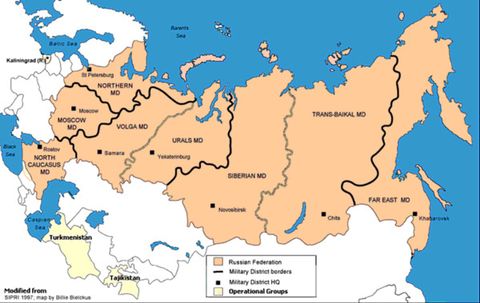 Barents
Sea
Baltic Sea
Kaliningrad (R)
St Petersburg
NORTHERN
MD
Moscow
MOSCOW
MD
VOLGA MD
URALS MD
TRANS-BAIKAL MD
Black
Sea
Rostov
Samara
Yekaterinburg
NORTH
CAUCASUS
MD
SIBERIAN MD
FAR EAST MD
Novosibirsk
Chita
Khabarovsk
Caspian
Sea
Turkmenistan
Tajikistan
Russian Federation
Military District borders
Military District HQ
Operational Groups
Modified from
SIPRI 1997, map by Billie Bielckus